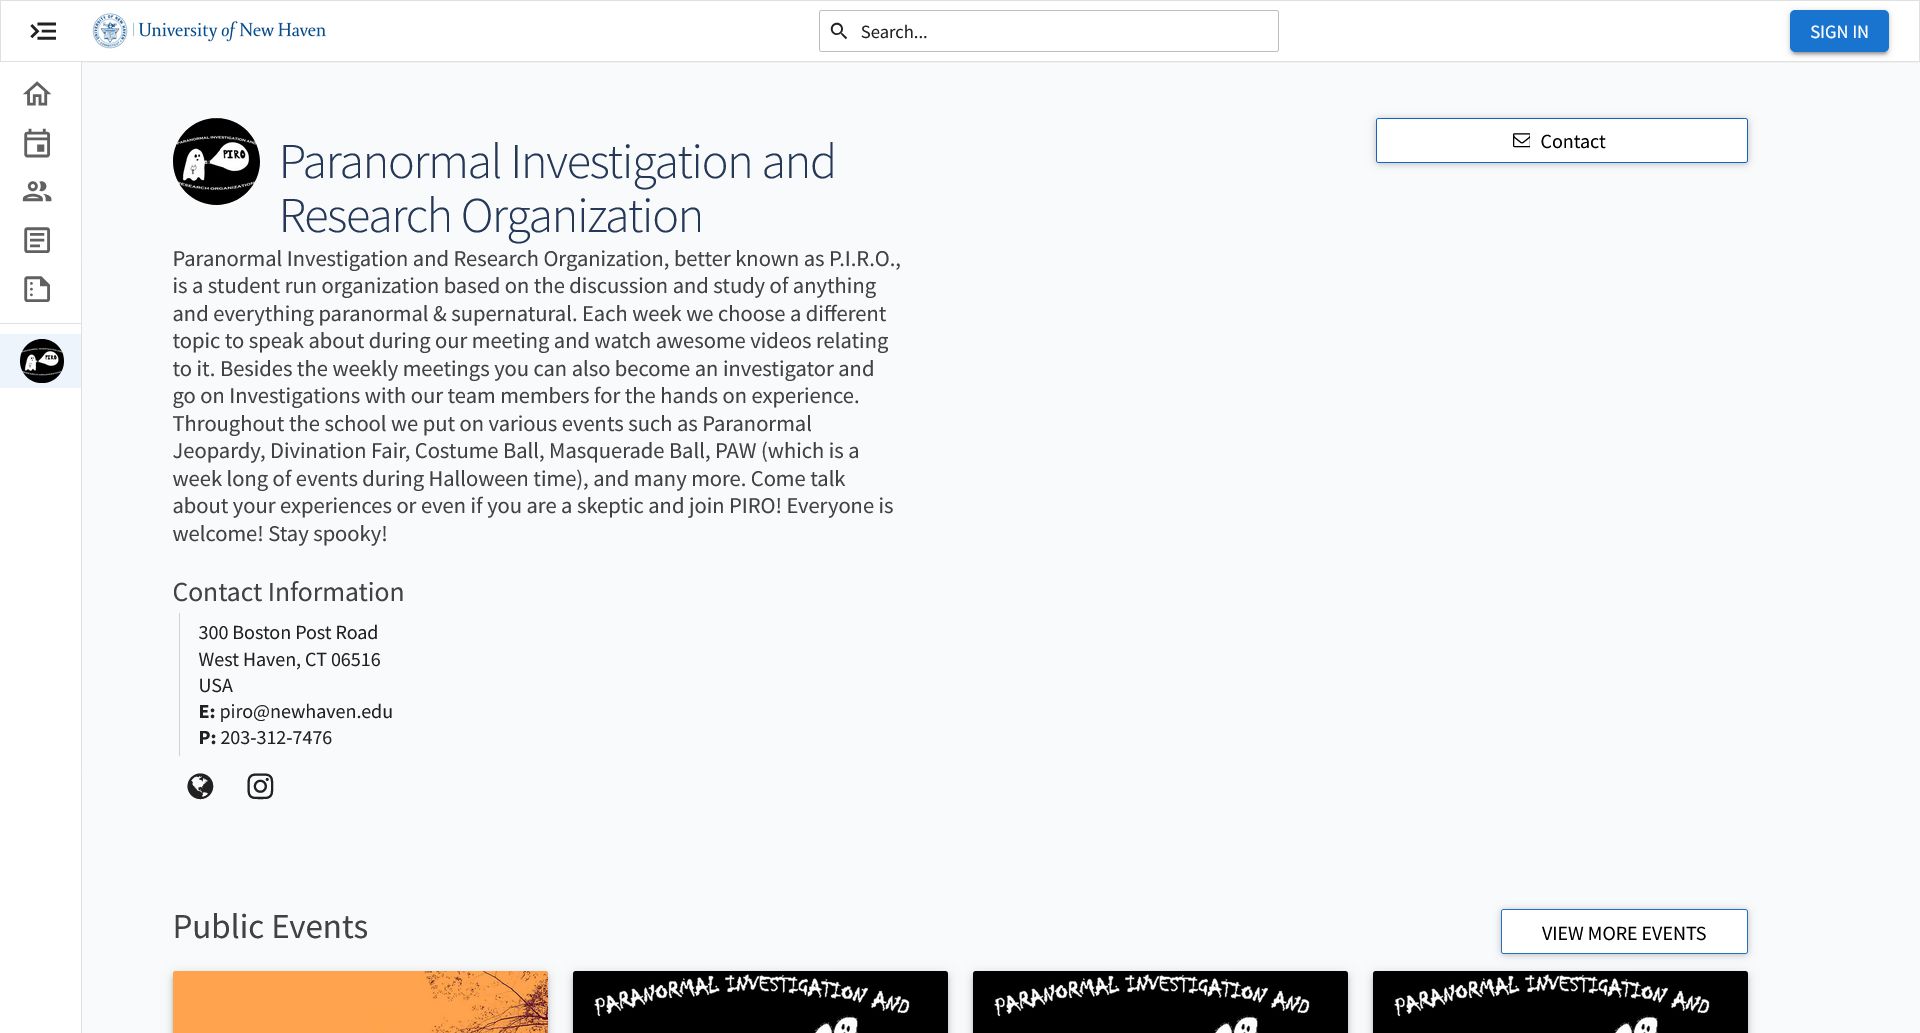 University of New Haven
Search...
SIGN IN
PIRO
Paranormal Investigation and
Research Organization
Contact
Paranormal Investigation and Research Organization, better known as P.I.R.O.,
is a student run organization based on the discussion and study of anything
and everything paranormal & supernatural. Each week we choose a different
topic to speak about during our meeting and watch awesome videos relating
to it. Besides the weekly meetings you can also become an investigator and
go on Investigations with our team members for the hands on experience.
Throughout the school we put on various events such as Paranormal
Jeopardy, Divination Fair, Costume Ball, Masquerade Ball, PAW (which is a
week long of events during Halloween time), and many more. Come talk
about your experiences or even if you are a skeptic and join PIRO! Everyone is
welcome! Stay spooky!
PIRO
Contact Information
300 Boston Post Road
West Haven, CT 06516
USA
E: piro@newhaven.edu
P: 203-312-7476
Public Events
VIEW MORE EVENTS
PARANORMAL INVESTIGATION AND
PARANORMAL INVESTIGATION AND
PARANORMAL INVESTIGATION AND